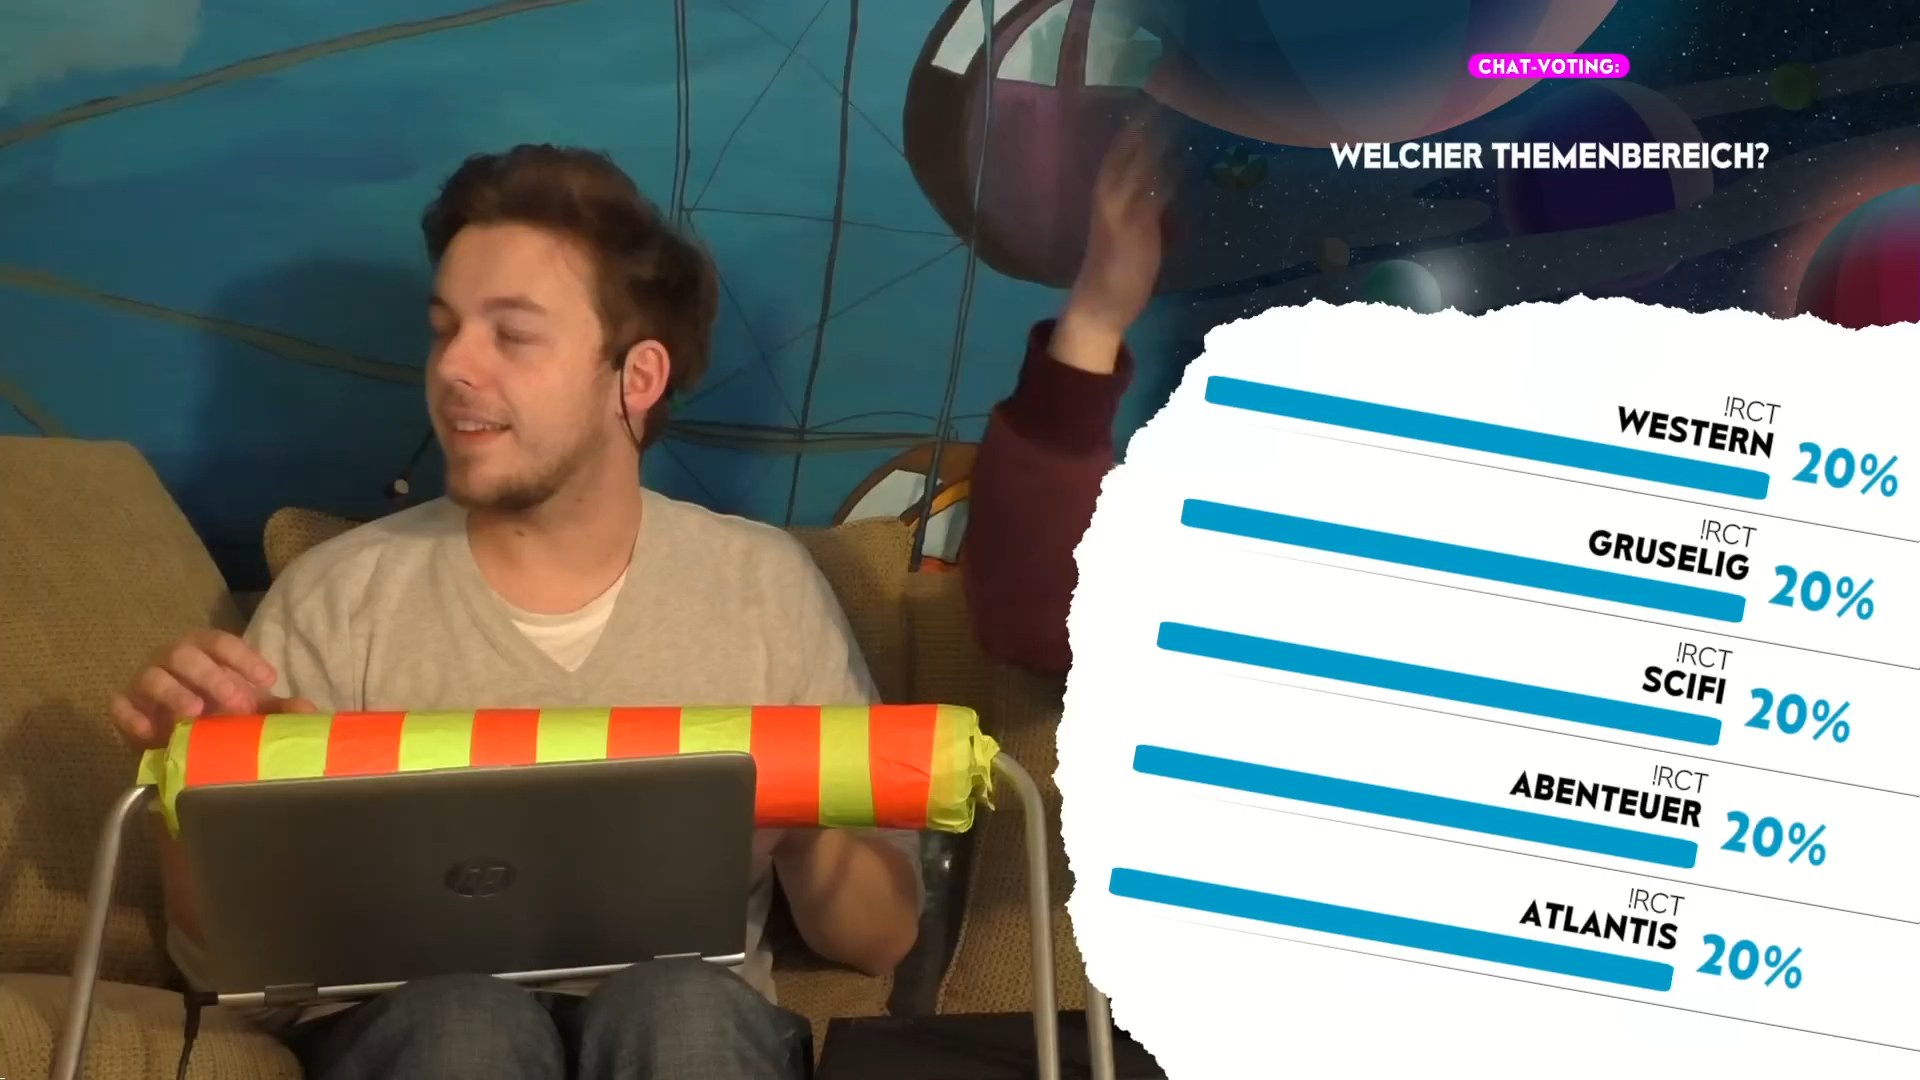 CHAT-VOTING:
WELCHER THEMENBEREICH?
!RCT
WESTERN
20%
!RCT
GRUSELIG
20%
!RCT
SCIFI
20%
!RCT
ABENTEUER
20%
!RCT
ATLANTIS
20%
hp